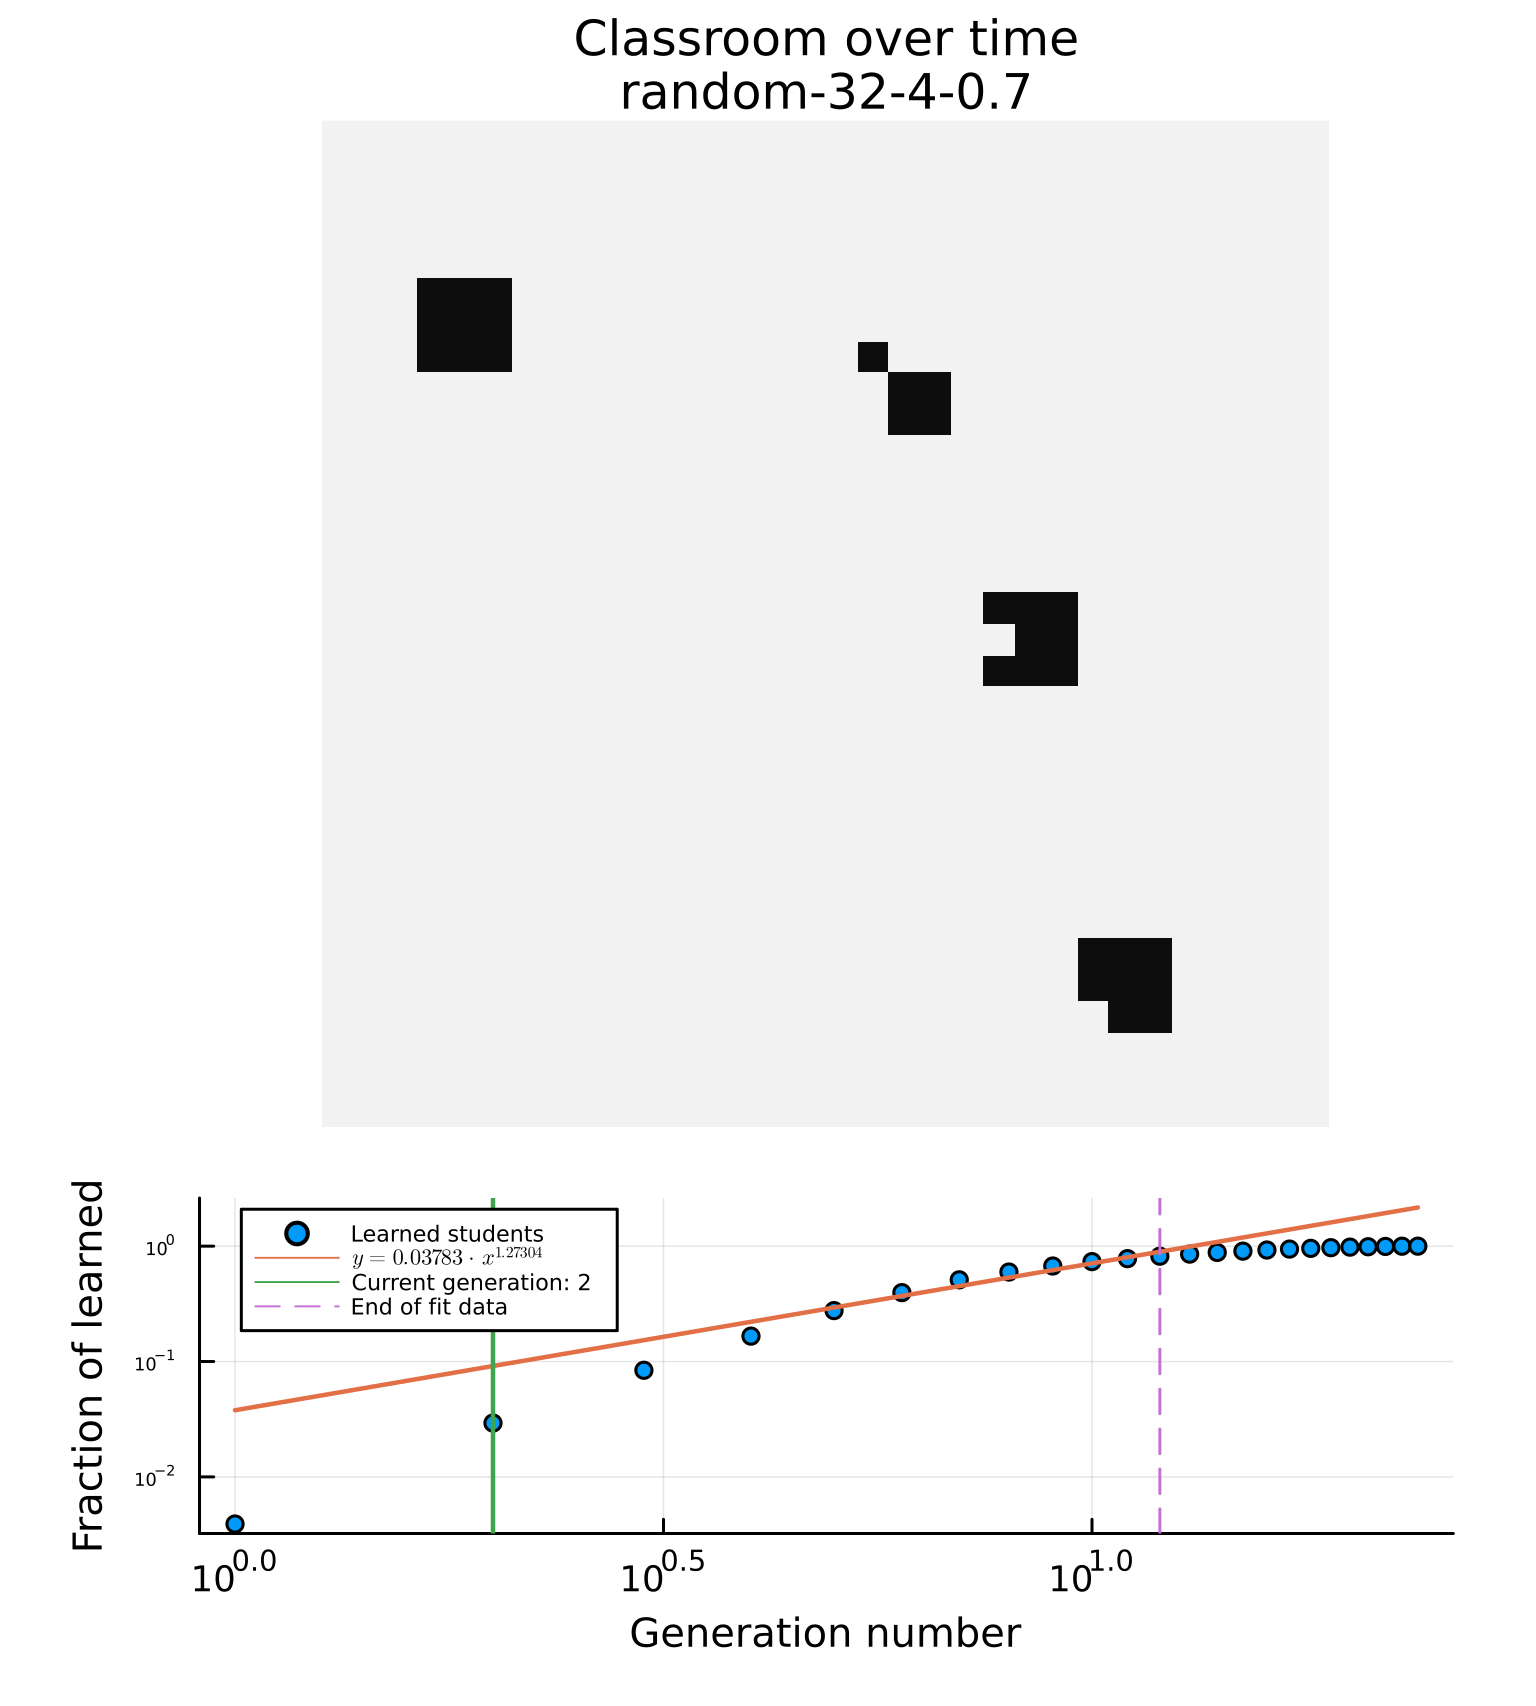 Classroom over time
random-32-4-0.7
Fraction of learned
10⁰
10⁻¹
10⁻²
Learned students
y = 0.03783 · x^1.27304
Current generation: 2
End of fit data
10^0.0
10^0.5
10^1.0
Generation number